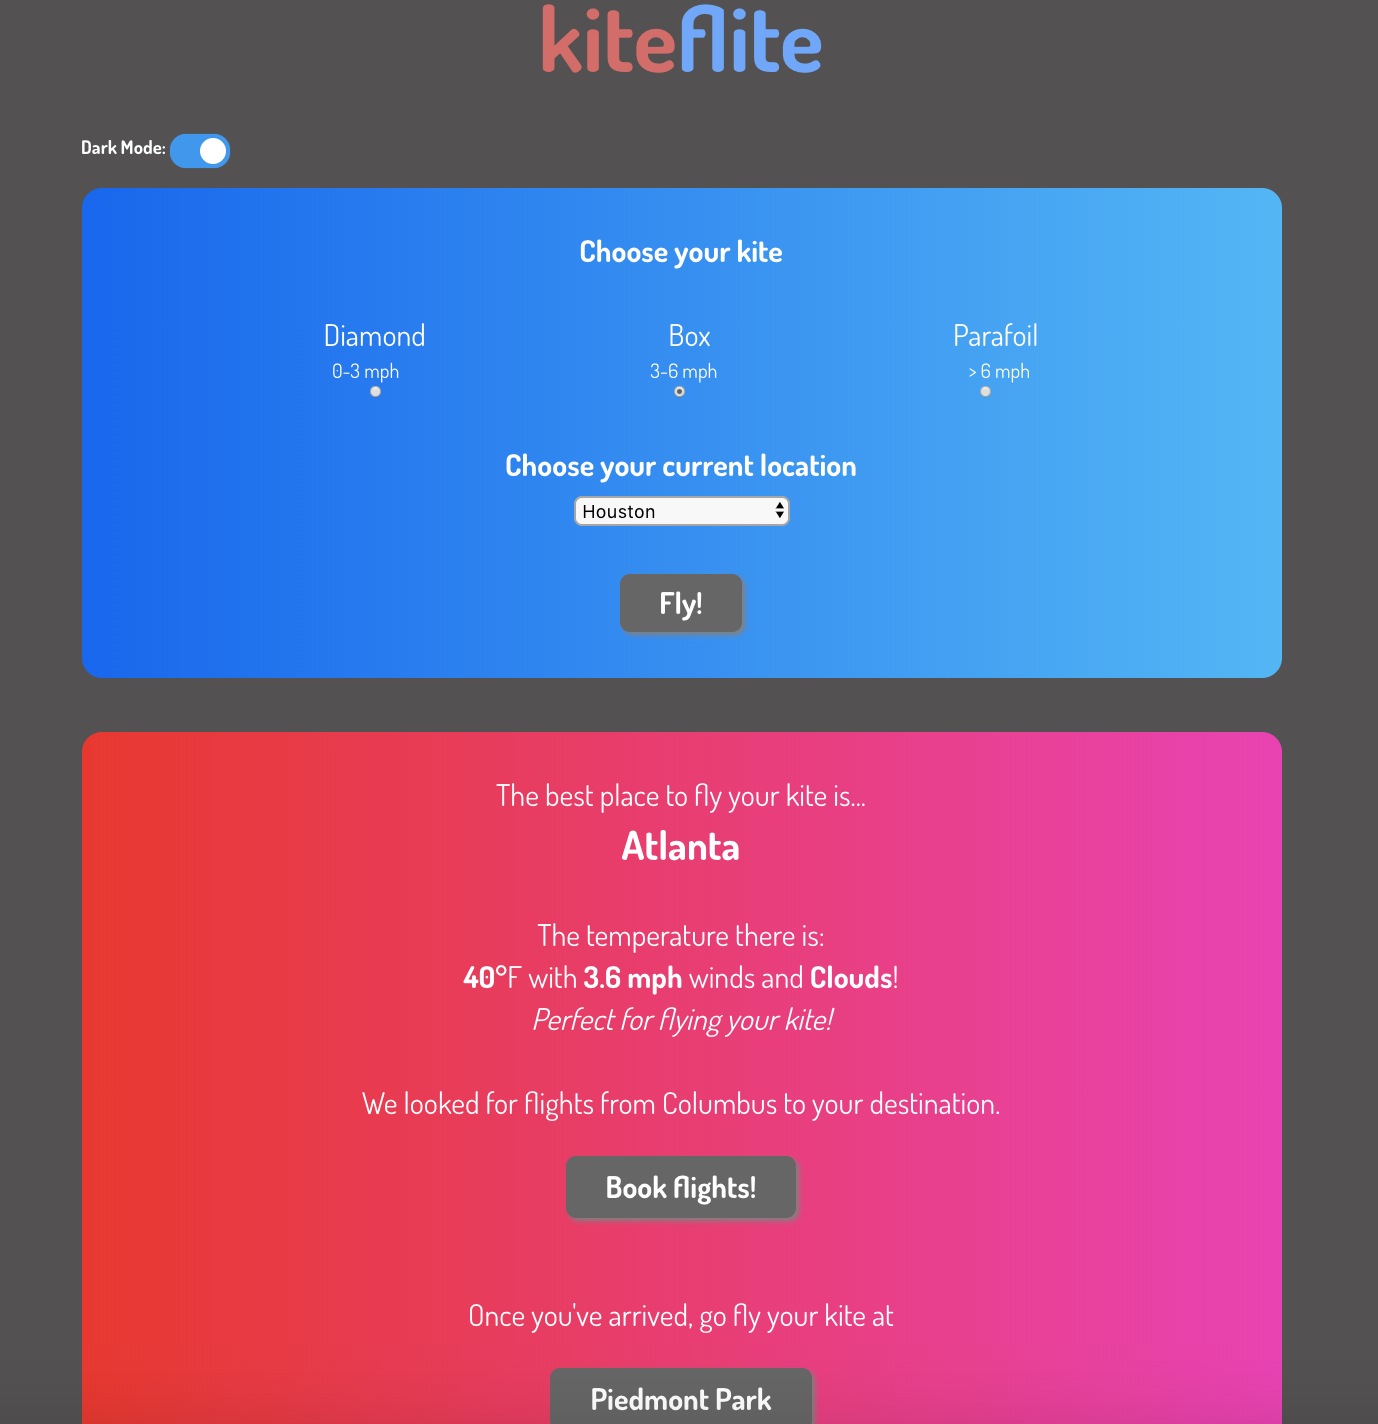 kiteflite
Dark Mode:
Choose your kite
Diamond Box Parafoil
0-3 mph 3-6 mph > 6 mph
Choose your current location
Houston
Fly!
The best place to fly your kite is...
Atlanta
The temperature there is:
40°F with 3.6 mph winds and Clouds!
Perfect for flying your kite!
We looked for flights from Columbus to your destination.
Book flights!
Once you've arrived, go fly your kite at
Piedmont Park